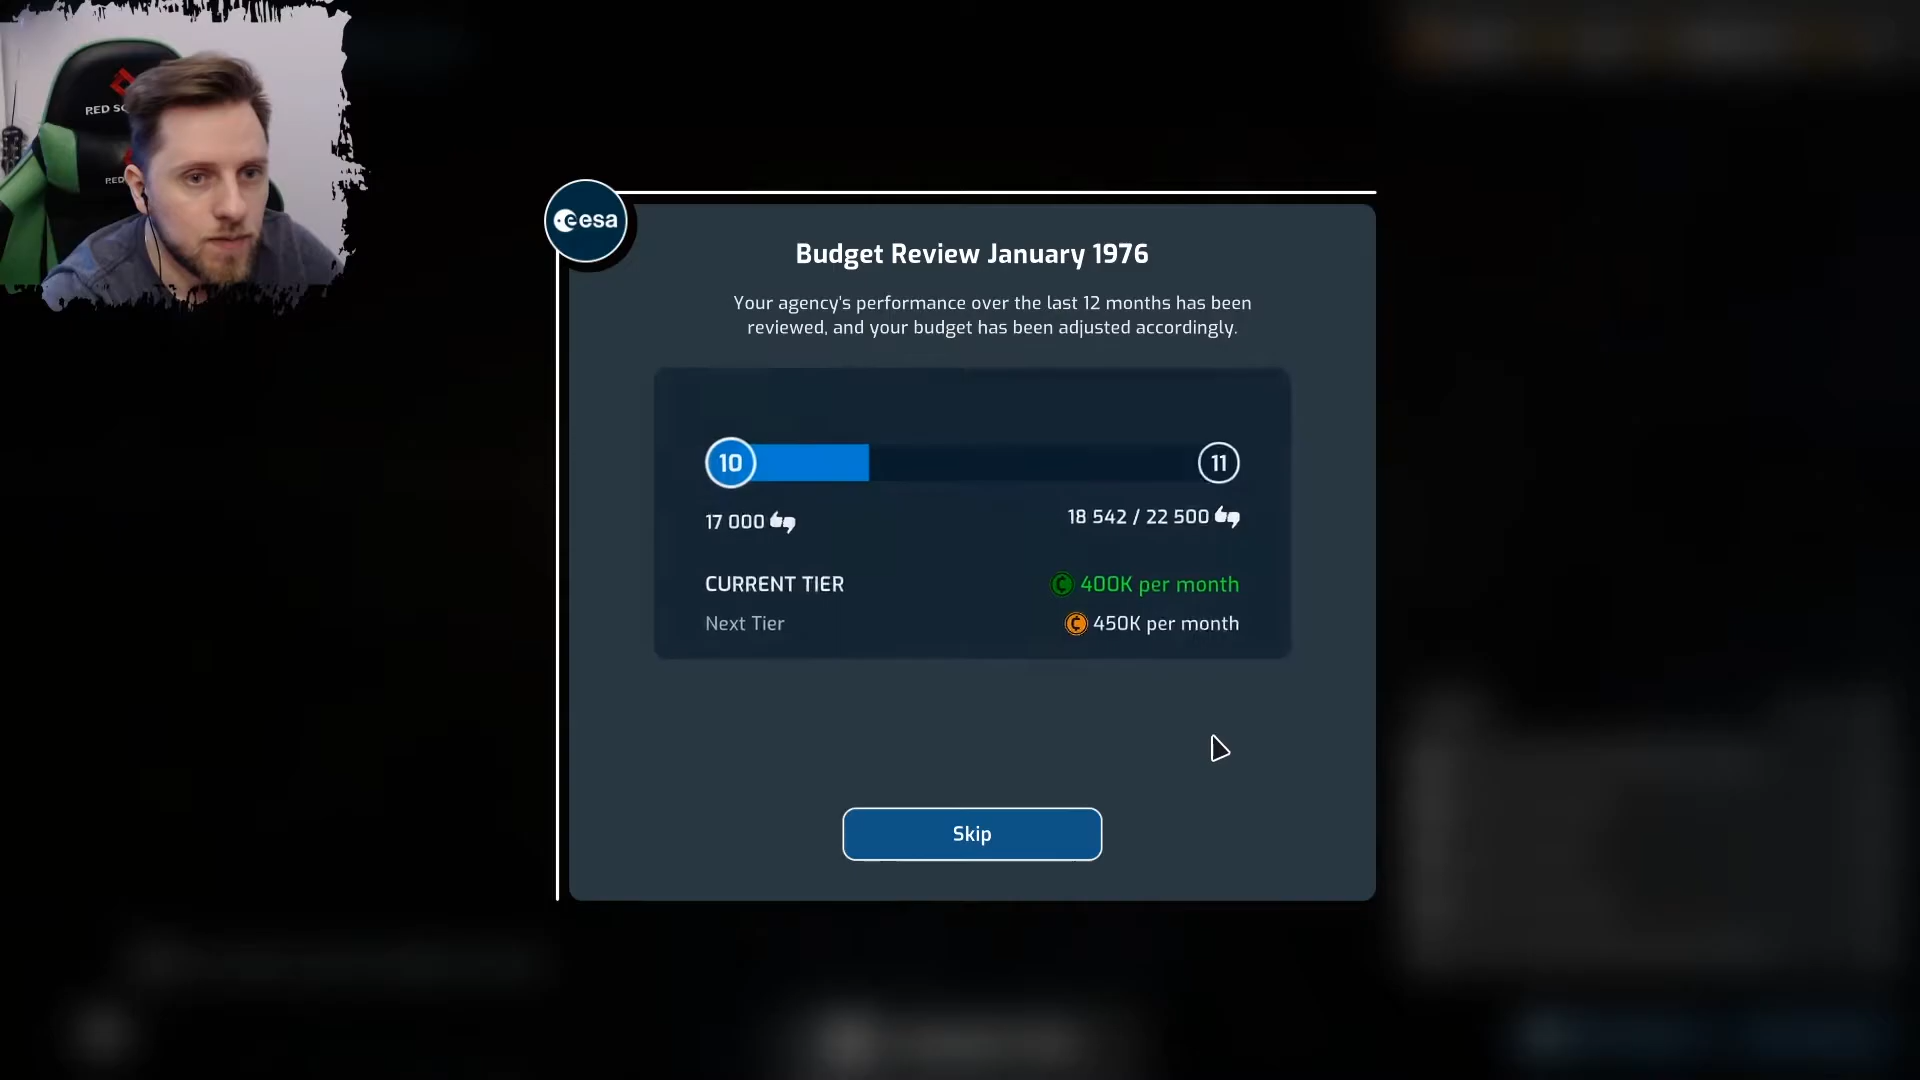 RED
RED
esa
Budget Review January 1976
Your agency's performance over the last 12 months has been
reviewed, and your budget has been adjusted accordingly.
10
11
17 000
18 542 / 22 500
CURRENT TIER
400K per month
Next Tier
450K per month
Skip